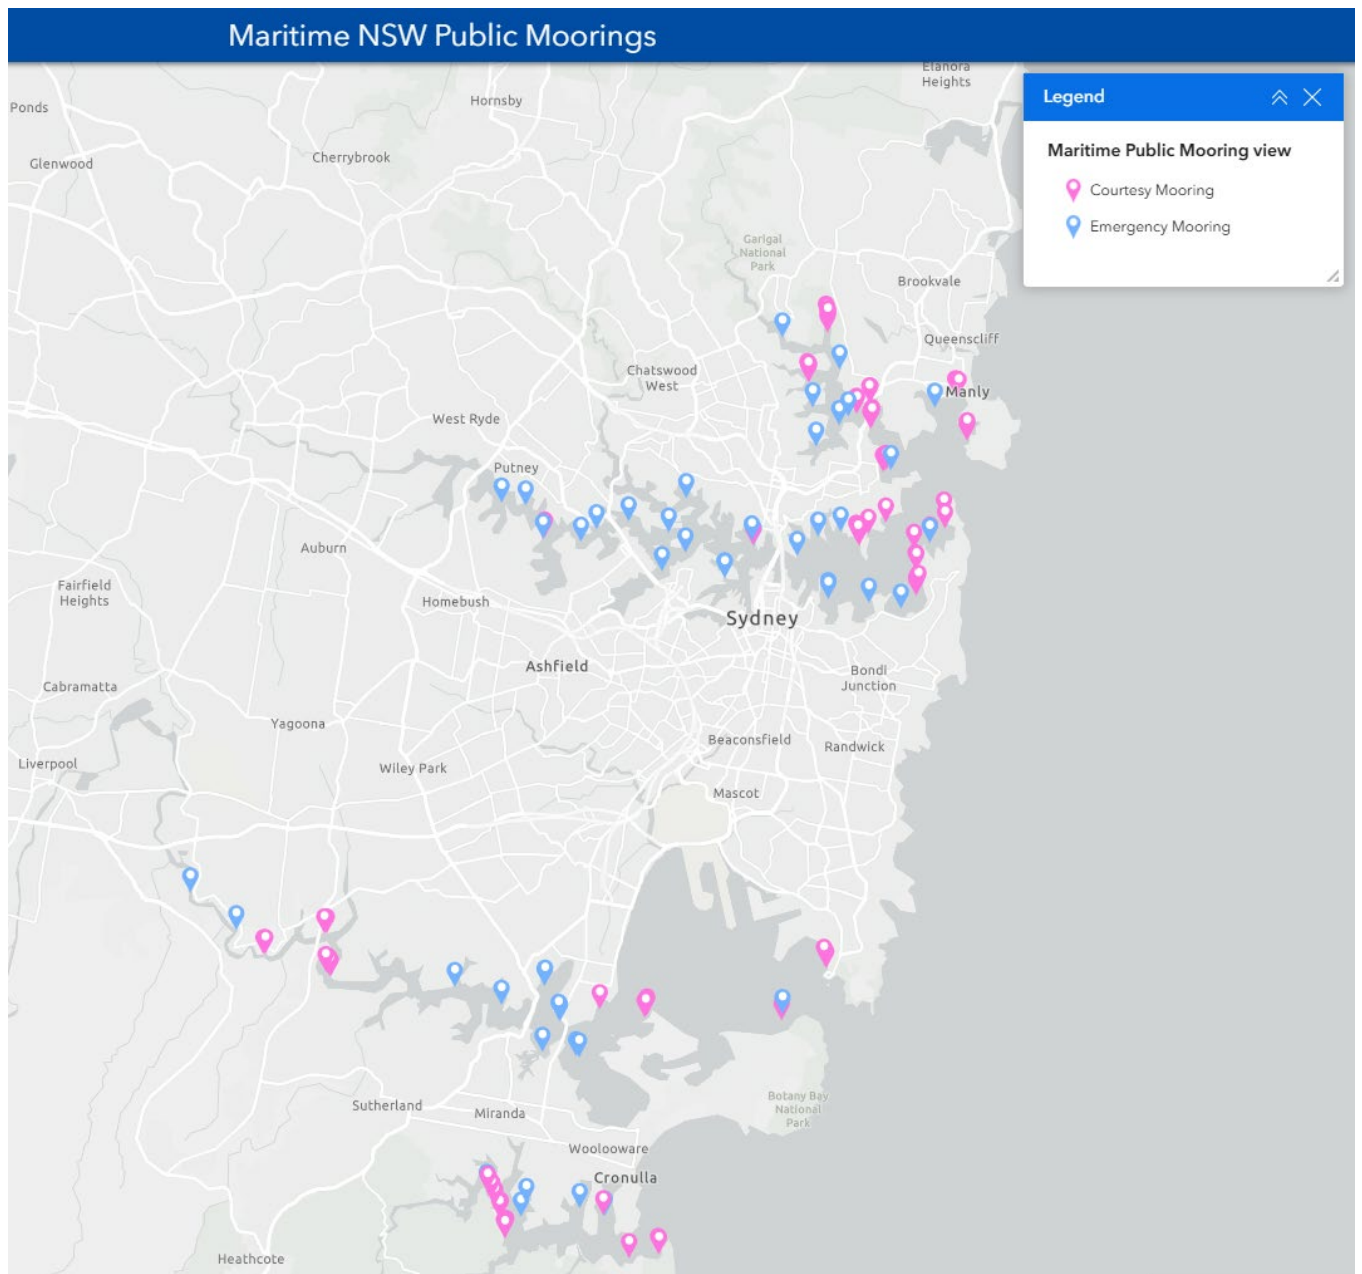 Maritime NSW Public Moorings
Elanora
Heights
Legend
Maritime Public Mooring view
Courtesy Mooring
Emergency Mooring
Ponds
Hornsby
Glenwood
Cherrybrook
Garigal
National
Park
Brookvale
Queenscliff
Chatswood
West
Manly
West Ryde
Putney
Auburn
Fairfield
Heights
Homebush
Sydney
Ashfield
Bondi
Junction
Cabramatta
Yagoona
Beaconsfield
Randwick
Liverpool
Wiley Park
Mascot
Botany Bay
National
Park
Sutherland
Miranda
Woolooware
Cronulla
Heathcote